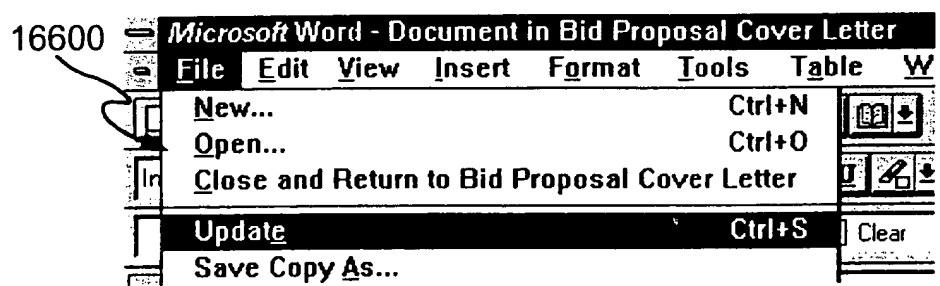 16600
Microsoft Word - Document in Bid Proposal Cover Letter
File Edit View Insert Format Tools Table W
New... Ctrl+N
Open... Ctrl+O
In
Close and Return to Bid Proposal Cover Letter
Update Ctrl+S
Clear
Save Copy As...